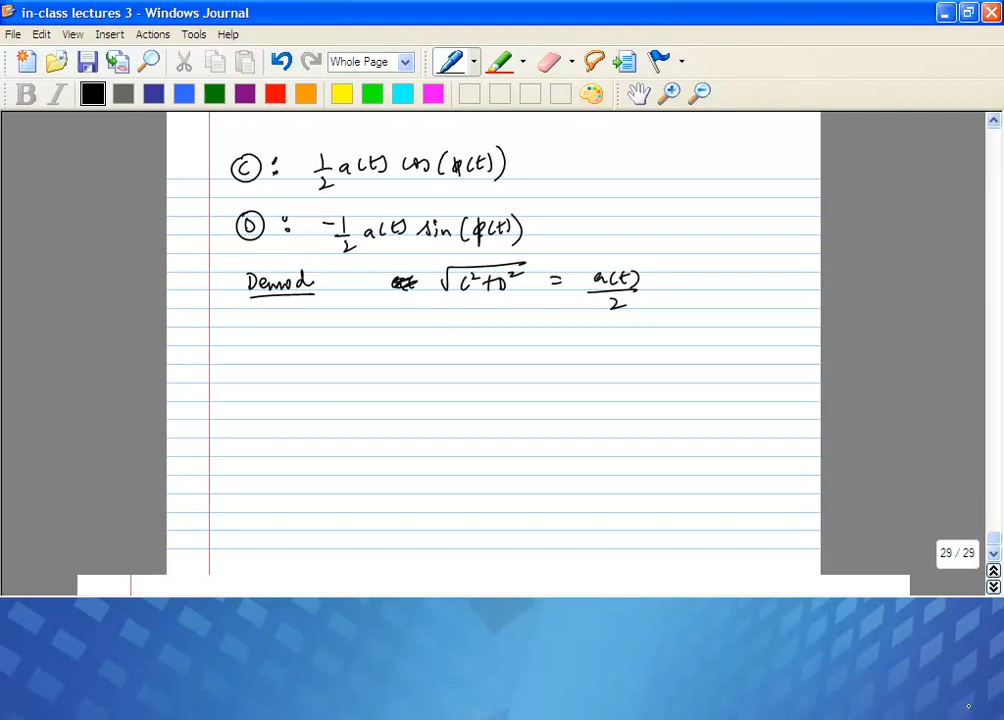 in-class lectures 3 - Windows Journal
File Edit View Insert Actions Tools Help
Whole Page
B I
C : 1/2 a(t) cos(φ(t))
D : -1/2 a(t) sin(φ(t))
Demod √(C²+D²) = a(t)/2
29 / 29